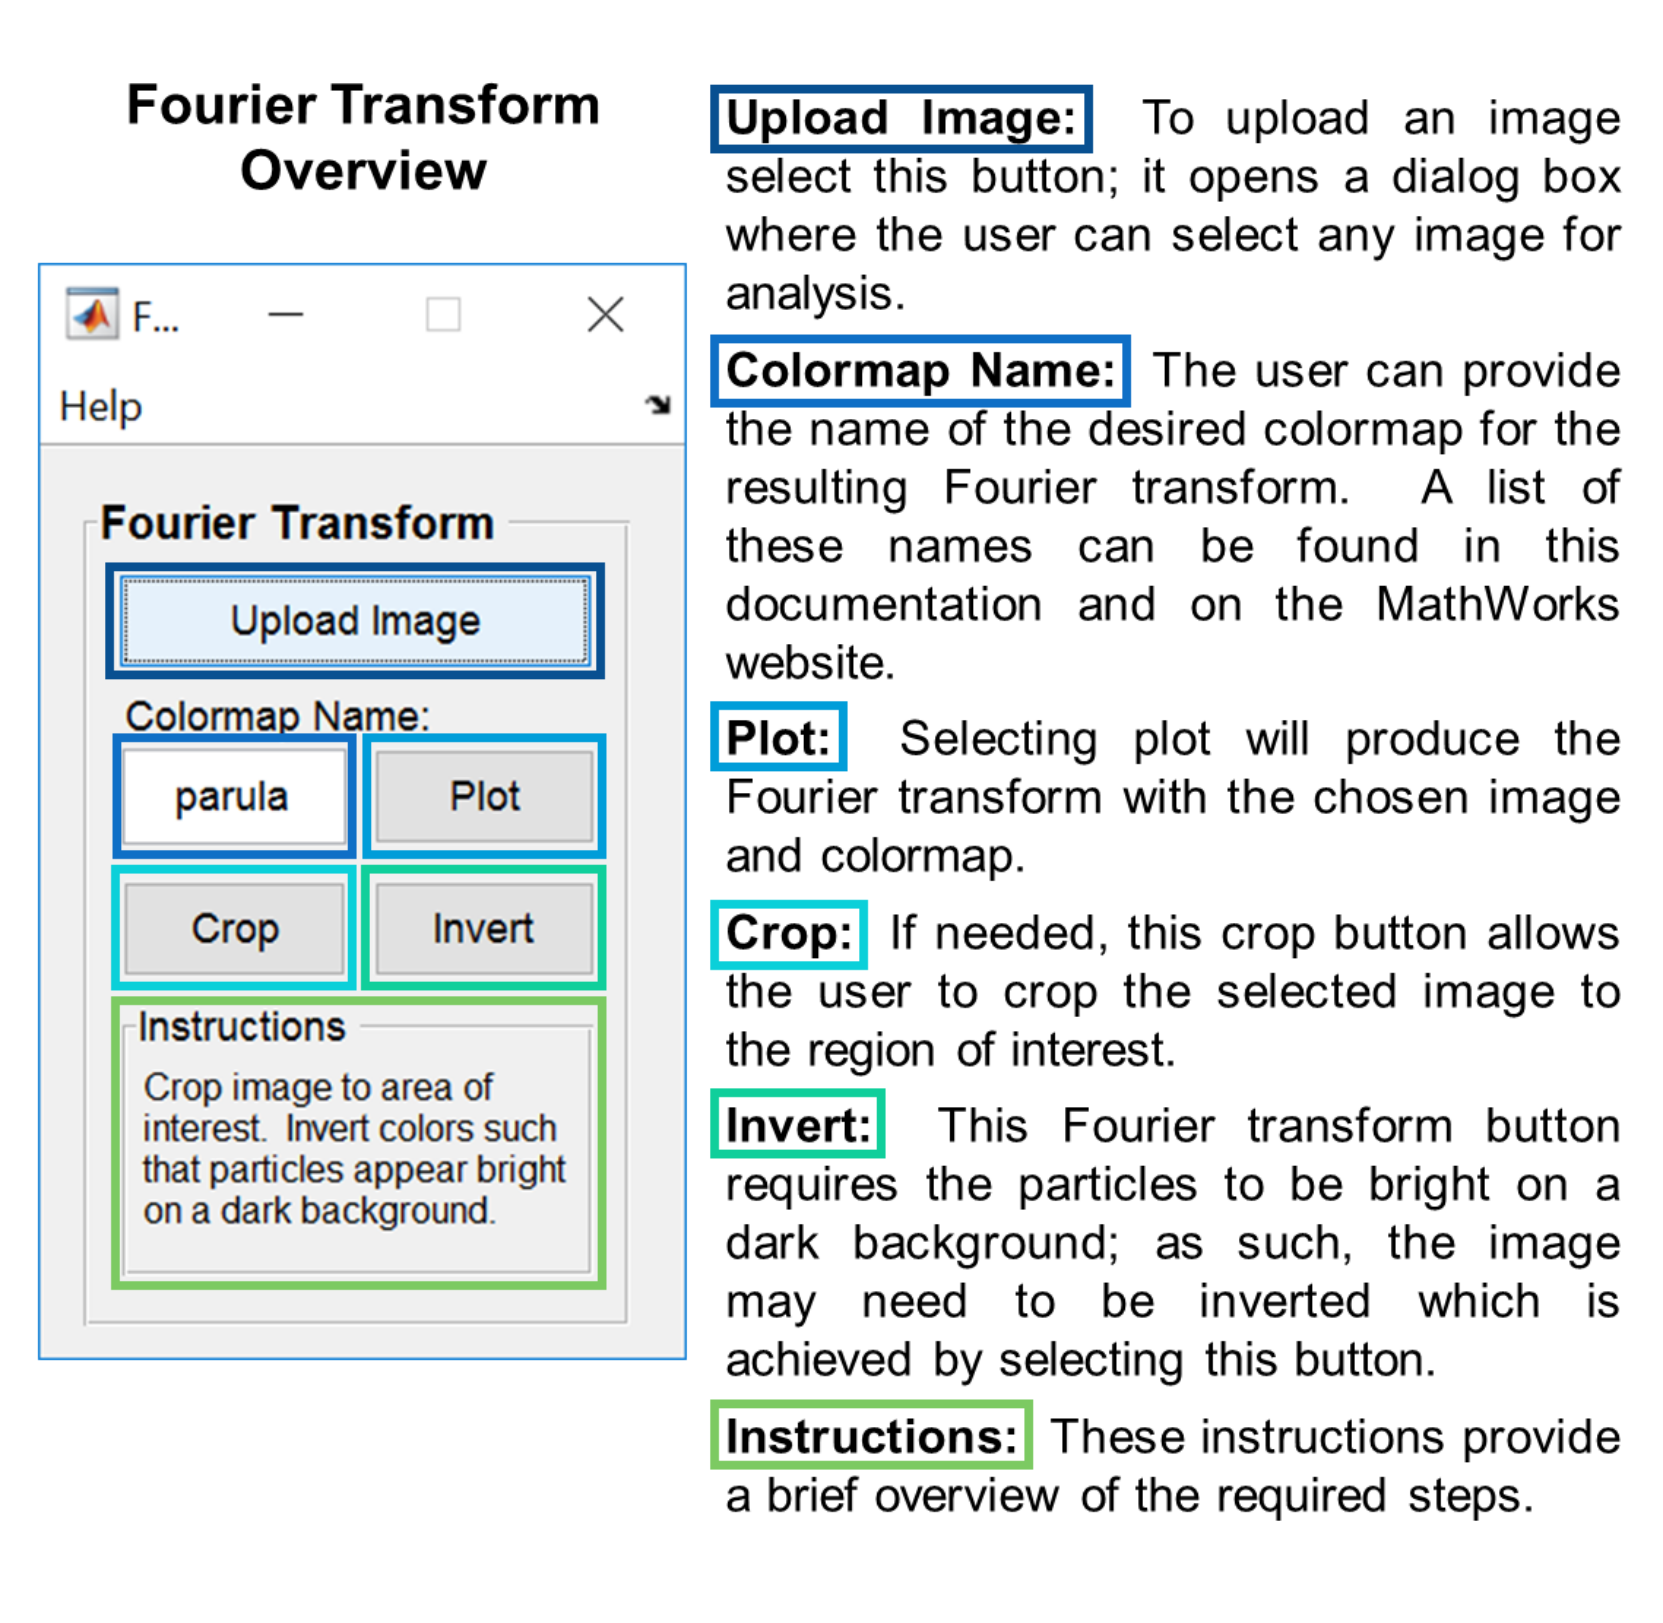 Fourier Transform
Overview
F...
Help
Fourier Transform
Upload Image
Colormap Name:
parula
Plot
Crop
Invert
Instructions
Crop image to area of
interest. Invert colors such
that particles appear bright
on a dark background.
Upload Image: To upload an image
select this button; it opens a dialog box
where the user can select any image for
analysis.
Colormap Name: The user can provide
the name of the desired colormap for the
resulting Fourier transform. A list of
these names can be found in this
documentation and on the MathWorks
website.
Plot: Selecting plot will produce the
Fourier transform with the chosen image
and colormap.
Crop: If needed, this crop button allows
the user to crop the selected image to
the region of interest.
Invert: This Fourier transform button
requires the particles to be bright on a
dark background; as such, the image
may need to be inverted which is
achieved by selecting this button.
Instructions: These instructions provide
a brief overview of the required steps.